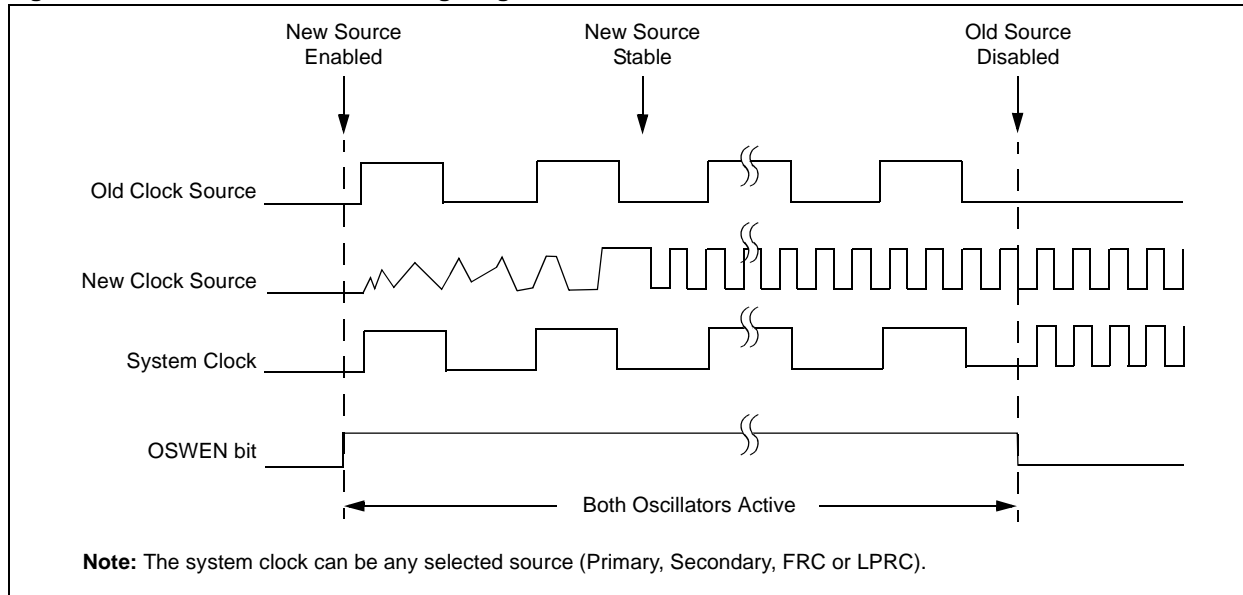 New Source
Enabled
New Source
Stable
Old Source
Disabled
Old Clock Source
New Clock Source
System Clock
OSWEN bit
Both Oscillators Active
Note: The system clock can be any selected source (Primary, Secondary, FRC or LPRC).